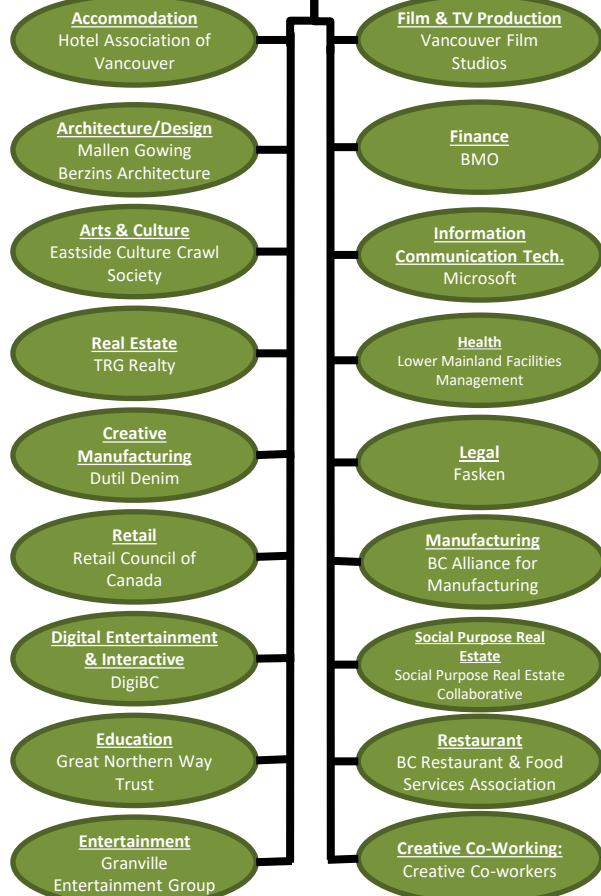 Accommodation
Hotel Association of
Vancouver
Architecture/Design
Mallen Gowing
Berzins Architecture
Arts & Culture
Eastside Culture Crawl
Society
Real Estate
TRG Realty
Creative
Manufacturing
Dutil Denim
Retail
Retail Council of
Canada
Digital Entertainment
& Interactive
DigiBC
Education
Great Northern Way
Trust
Entertainment
Granville
Entertainment Group
Film & TV Production
Vancouver Film
Studios
Finance
BMO
Information
Communication Tech.
Microsoft
Health
Lower Mainland Facilities
Management
Legal
Fasken
Manufacturing
BC Alliance for
Manufacturing
Social Purpose Real
Estate
Social Purpose Real Estate
Collaborative
Restaurant
BC Restaurant & Food
Services Association
Creative Co-Working:
Creative Co-workers